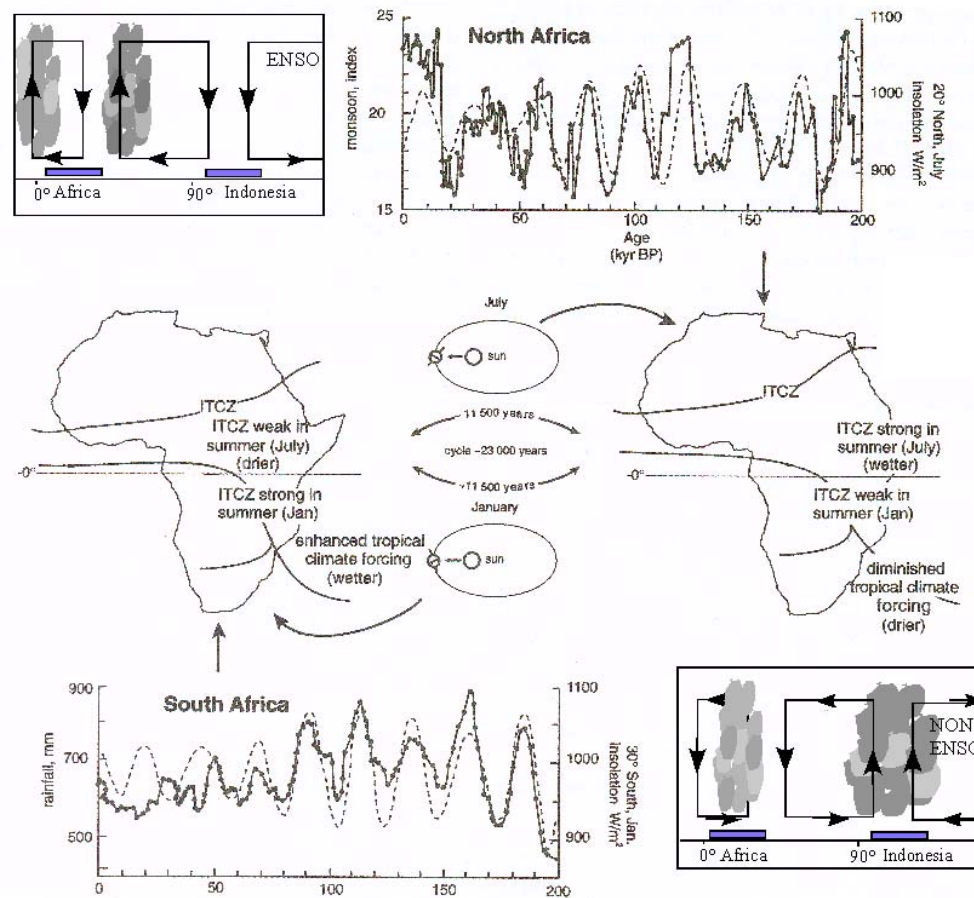 ENSO
0° Africa
90° Indonesia
North Africa
monsoon, index
25
20
15
1100
1000
900
20° North, July
insolation W/m²
0
50
100
150
200
Age
(kyr BP)
July
sun
11 500 years
cycle ~23 000 years
~11 500 years
January
sun
ITCZ
ITCZ weak in
summer (July)
(drier)
-0°
ITCZ strong in
summer (Jan)
enhanced tropical
climate forcing
(wetter)
ITCZ
ITCZ strong in
summer (July)
(wetter)
-0°
ITCZ weak in
summer (Jan)
diminished
tropical climate
forcing
(drier)
South Africa
rainfall, mm
900
700
500
1100
1000
900
30° South, Jan.
insolation W/m²
0
50
100
150
200
NON
ENSO
0° Africa
90° Indonesia